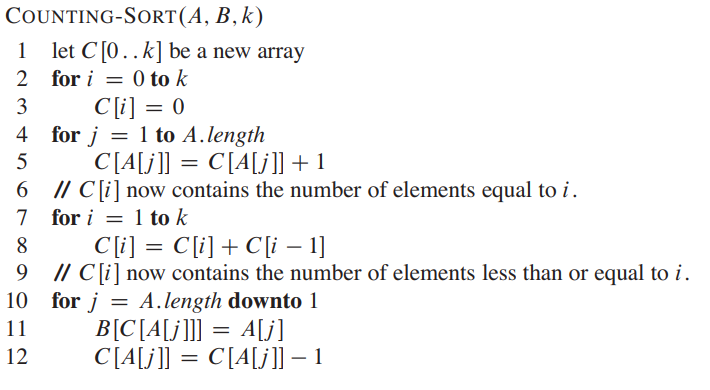 COUNTING-SORT(A, B, k)
1 let C[0..k] be a new array
2 for i = 0 to k
3 C[i] = 0
4 for j = 1 to A.length
5 C[A[j]] = C[A[j]] + 1
6 // C[i] now contains the number of elements equal to i.
7 for i = 1 to k
8 C[i] = C[i] + C[i − 1]
9 // C[i] now contains the number of elements less than or equal to i.
10 for j = A.length downto 1
11 B[C[A[j]]] = A[j]
12 C[A[j]] = C[A[j]] − 1